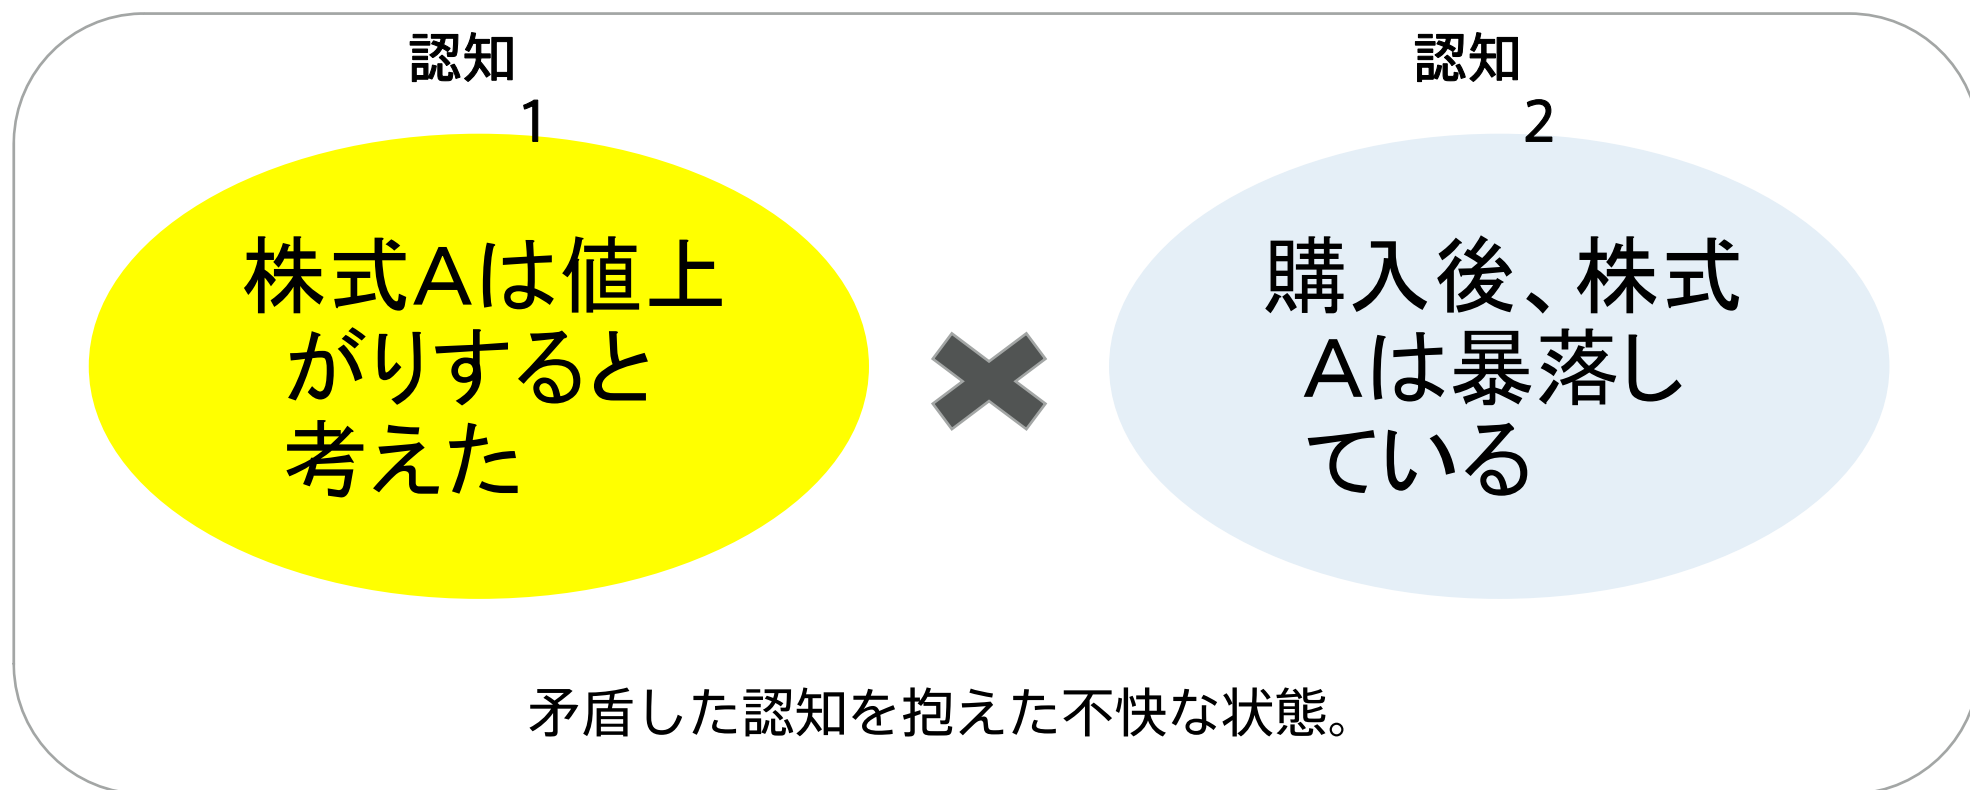 認知
1
株式Aは値上
がりすると
考えた
認知
2
購入後、株式
Aは暴落し
ている
矛盾した認知を抱えた不快な状態。